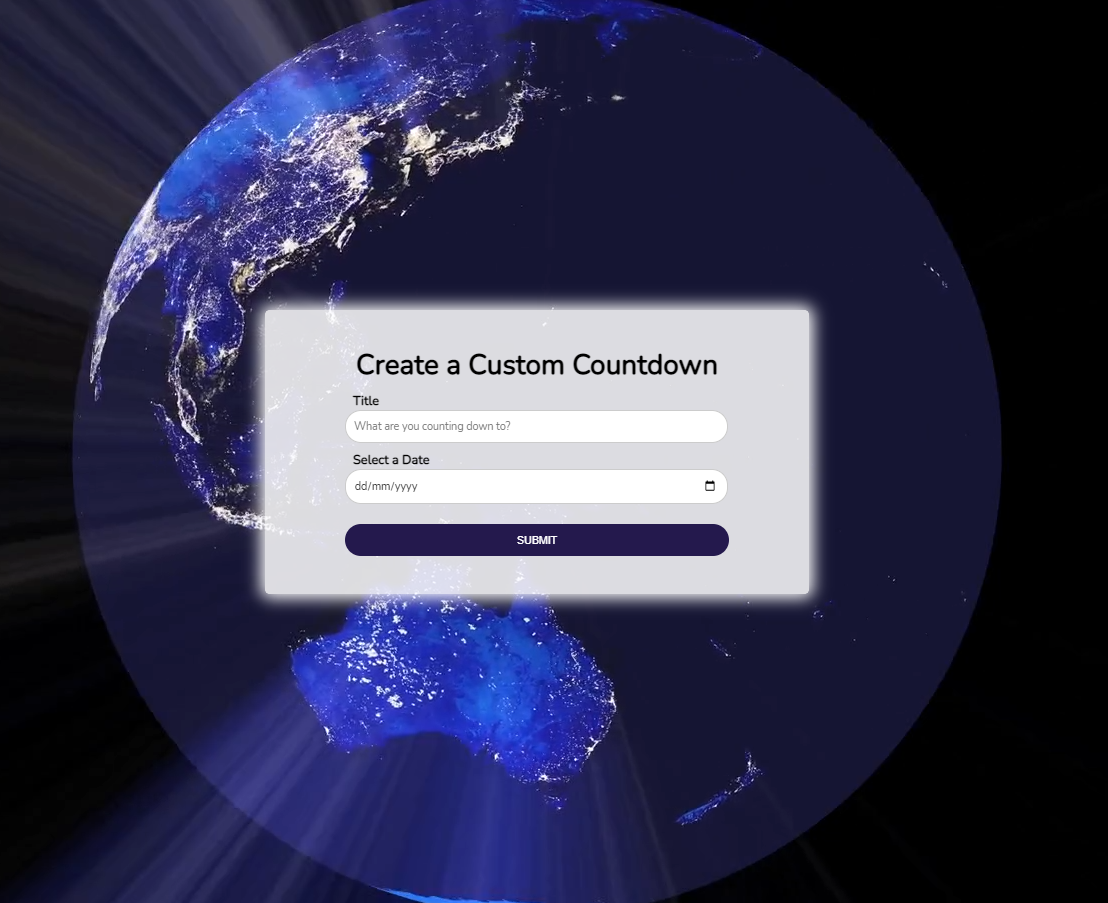 Create a Custom Countdown
Title
What are you counting down to?
Select a Date
dd/mm/yyyy
SUBMIT